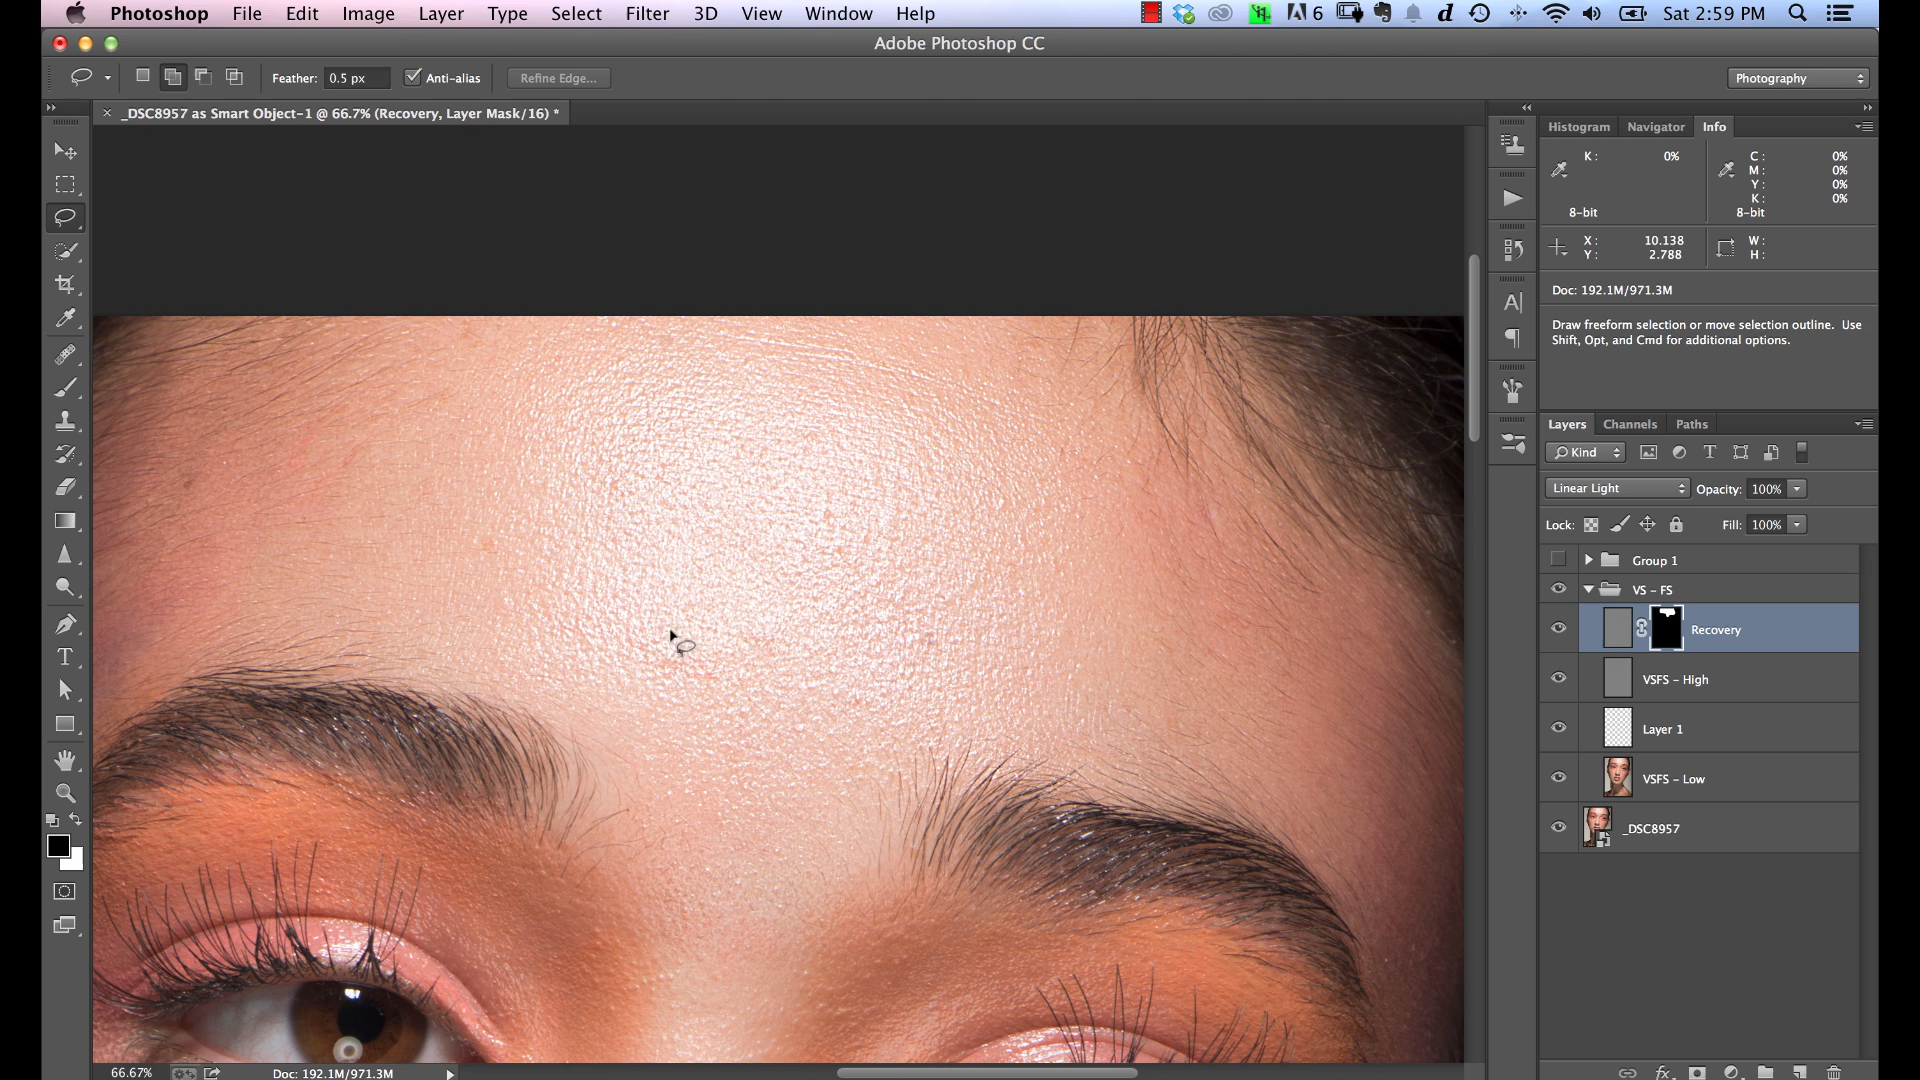 Photoshop File Edit Image Layer Type Select Filter 3D View Window Help 6 Sat 2:59 PM
Adobe Photoshop CC
Feather: 0.5 px Anti-alias Refine Edge... Photography
_DSC8957 as Smart Object-1 @ 66.7% (Recovery, Layer Mask/16) *
Histogram Navigator Info
K: 0% C: 0%
M: 0%
Y: 0%
K: 0%
8-bit 8-bit
X: 10.138 W:
Y: 2.788 H:
Doc: 192.1M/971.3M
Draw freeform selection or move selection outline. Use
Shift, Opt, and Cmd for additional options.
Layers Channels Paths
Kind
Linear Light Opacity: 100%
Lock: Fill: 100%
Group 1
VS - FS
Recovery
VSFS - High
Layer 1
VSFS - Low
_DSC8957
66.67% Doc: 192.1M/971.3M